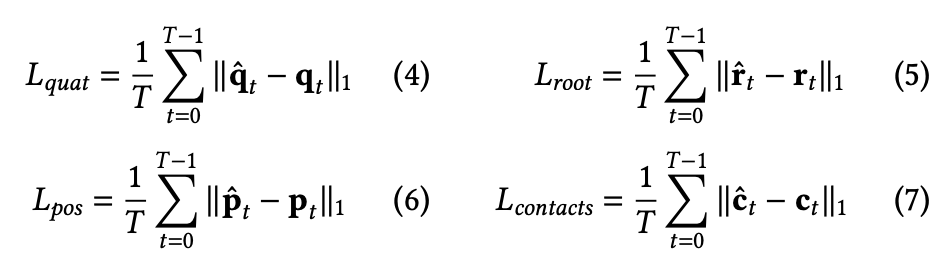 L_{quat} = \frac{1}{T} \sum_{t=0}^{T-1} \|\hat{\mathbf{q}}_t - \mathbf{q}_t\|_1 (4) L_{root} = \frac{1}{T} \sum_{t=0}^{T-1} \|\hat{\mathbf{r}}_t - \mathbf{r}_t\|_1 (5)
L_{pos} = \frac{1}{T} \sum_{t=0}^{T-1} \|\hat{\mathbf{p}}_t - \mathbf{p}_t\|_1 (6) L_{contacts} = \frac{1}{T} \sum_{t=0}^{T-1} \|\hat{\mathbf{c}}_t - \mathbf{c}_t\|_1 (7)